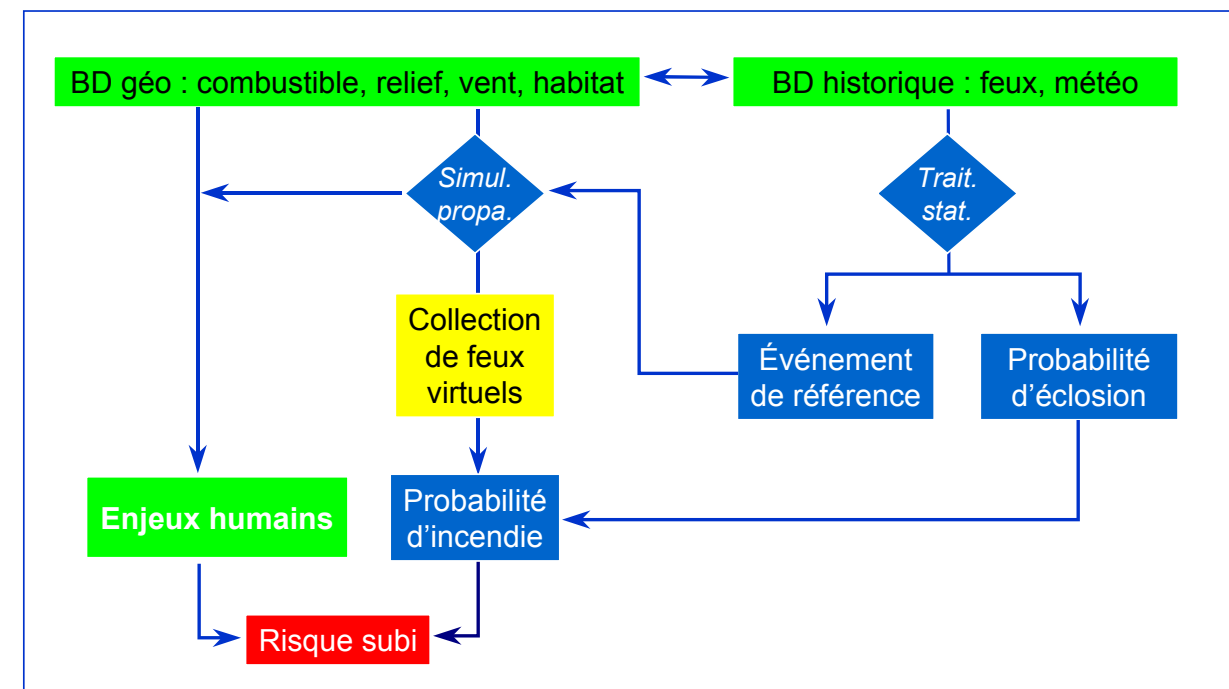 BD géo : combustible, relief, vent, habitat
BD historique : feux, météo
Simul.
propa.
Trait.
stat.
Collection
de feux
virtuels
Événement
de référence
Probabilité
d’éclosion
Enjeux humains
Probabilité
d’incendie
Risque subi